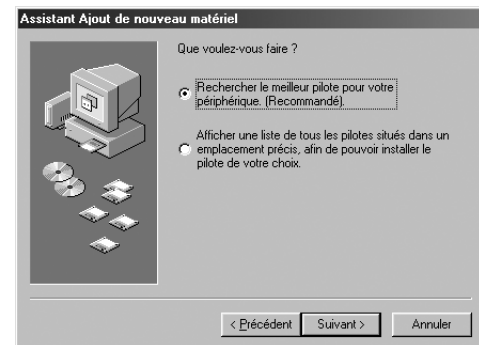 Assistant Ajout de nouveau matériel
Que voulez-vous faire ?
Rechercher le meilleur pilote pour votre
périphérique. (Recommandé).
Afficher une liste de tous les pilotes situés dans un
emplacement précis, afin de pouvoir installer le
pilote de votre choix.
< Précédent
Suivant >
Annuler